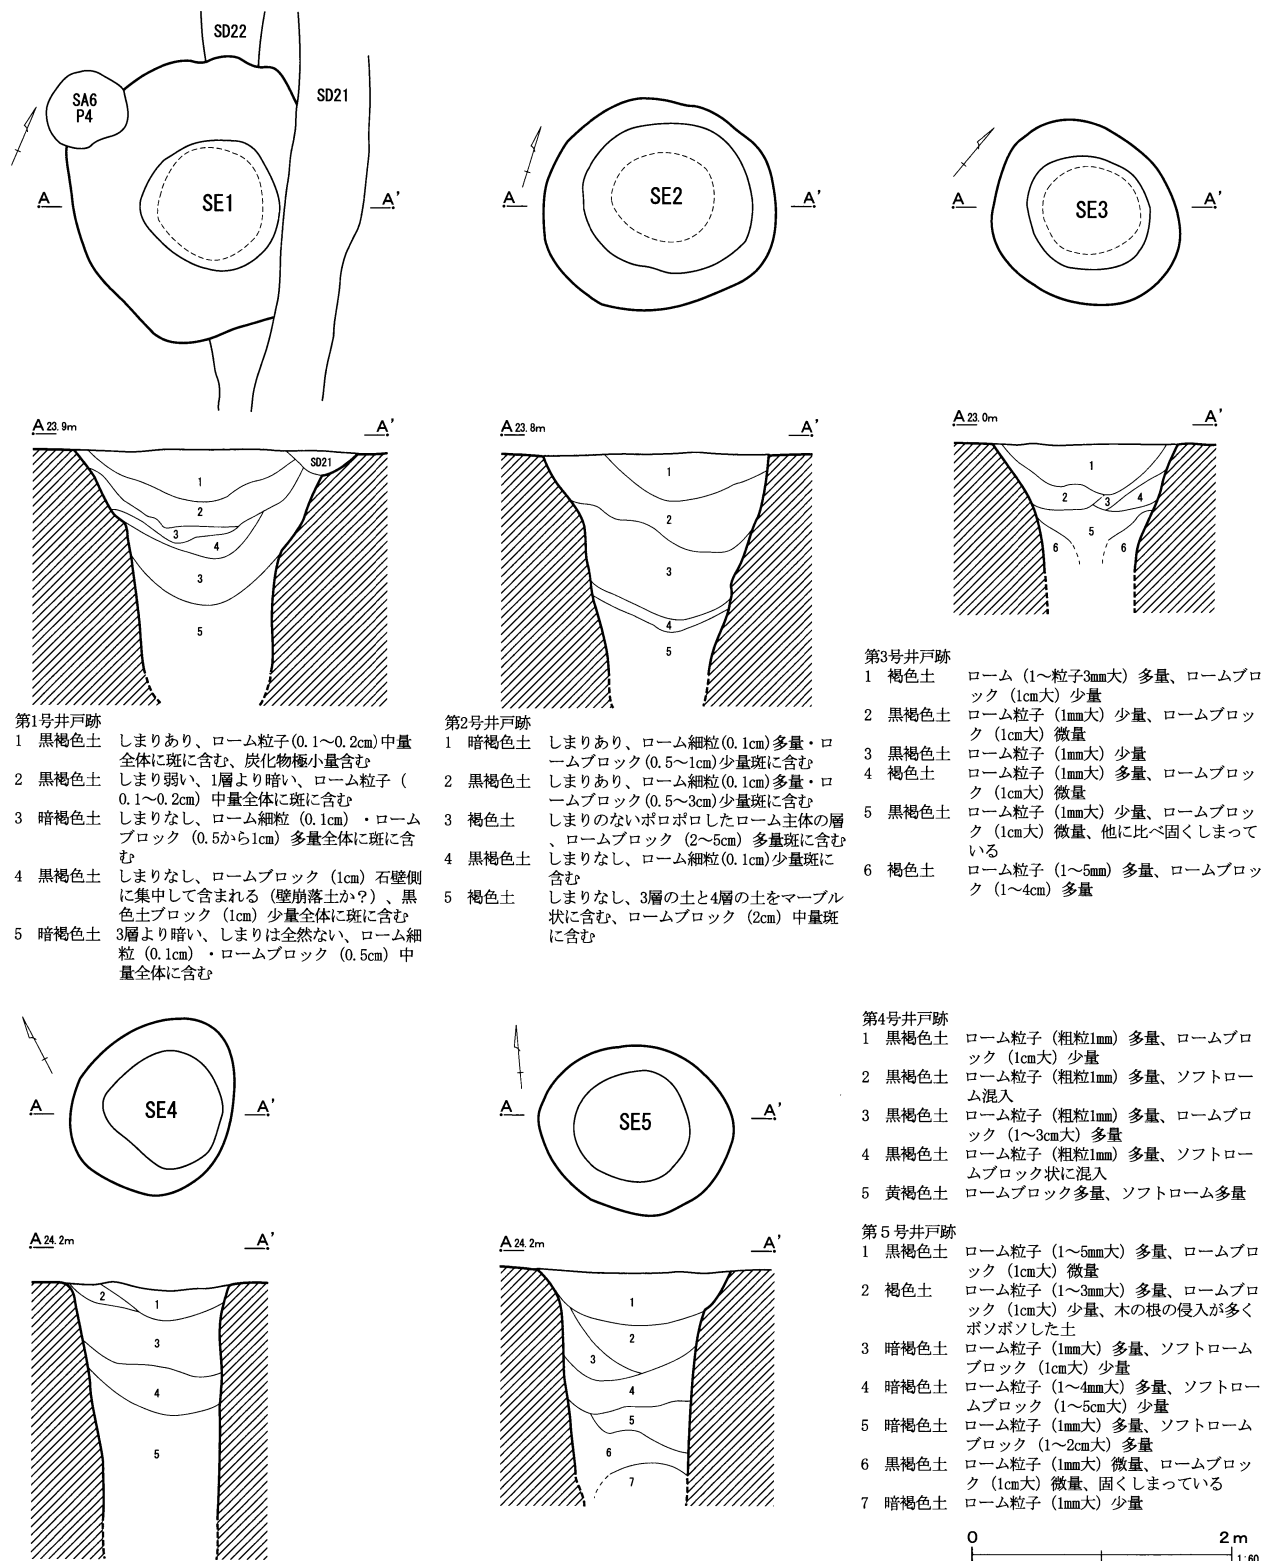 SD22
SA6
P4
SD21
A
SE1
A'
A
SE2
A'
A
SE3
A'
A 23.9m
A'
SD21
1
2
3
4
3
5
A 23.8m
A'
1
2
3
4
5
A 23.0m
A'
1
2
3
4
5
6
6
第1号井戸跡
1 黒褐色土 しまりあり、ローム粒子(0.1〜0.2cm)中量
全体に斑に含む、炭化物極小量含む
2 黒褐色土 しまり弱い、1層より暗い、ローム粒子(
0.1〜0.2cm) 中量全体に斑に含む
3 暗褐色土 しまりなし、ローム細粒 (0.1cm) ・ローム
ブロック (0.5から1cm) 多量全体に斑に含
む
4 黒褐色土 しまりなし、ロームブロック (1cm) 石壁側
に集中して含まれる (壁崩落土か?) 、黒
色土ブロック (1cm) 少量全体に斑に含む
5 暗褐色土 3層より暗い、しまりは全然ない、ローム細
粒 (0.1cm) ・ロームブロック (0.5cm) 中
量全体に含む
第2号井戸跡
1 暗褐色土 しまりあり、ローム細粒(0.1cm)多量・ロ
ームブロック(0.5〜1cm)少量斑に含む
2 黒褐色土 しまりあり、ローム細粒(0.1cm)多量・ロ
ームブロック(0.5〜3cm)少量斑に含む
3 褐色土 しまりのないボロボロしたローム主体の層
、ロームブロック (2〜5cm) 多量斑に含む
4 黒褐色土 しまりなし、ローム細粒(0.1cm)少量斑に
含む
5 褐色土 しまりなし、3層の土と4層の土をマーブル
状に含む、ロームブロック (2cm) 中量斑
に含む
第3号井戸跡
1 褐色土 ローム (1〜粒子3mm大) 多量、ロームブロ
ック (1cm大) 少量
2 黒褐色土 ローム粒子 (1mm大) 少量、ロームブロッ
ク (1cm大) 微量
3 黒褐色土 ローム粒子 (1mm大) 少量
4 褐色土 ローム粒子 (1mm大) 多量、ロームブロッ
ク (1cm大) 微量
5 黒褐色土 ローム粒子 (1mm大) 少量、ロームブロッ
ク (1cm大) 微量、他に比べ固くしまって
いる
6 褐色土 ローム粒子 (1〜5mm) 多量、ロームブロッ
ク (1〜4cm) 多量
A
SE4
A'
A
SE5
A'
A 24.2m
A'
1
2
3
4
5
A 24.2m
A'
1
2
3
4
5
6
7
第4号井戸跡
1 黒褐色土 ローム粒子 (粗粒1mm) 多量、ロームブロ
ック (1cm大) 少量
2 黒褐色土 ローム粒子 (粗粒1mm) 多量、ソフトロー
ム混入
3 黒褐色土 ローム粒子 (粗粒1mm) 多量、ロームブロ
ック (1〜3cm大) 多量
4 黒褐色土 ローム粒子 (粗粒1mm) 多量、ソフトロー
ムブロック状に混入
5 黄褐色土 ロームブロック多量、ソフトローム多量
第5号井戸跡
1 黒褐色土 ローム粒子 (1〜5mm大) 多量、ロームブロ
ック (1cm大) 微量
2 褐色土 ローム粒子 (1〜3mm大) 多量、ロームブロ
ック (1cm大) 少量、木の根の侵入が多く
ボソボソした土
3 暗褐色土 ローム粒子 (1mm大) 多量、ソフトローム
ブロック (1cm大) 少量
4 暗褐色土 ローム粒子 (1〜4mm大) 多量、ソフトロー
ムブロック (1〜5cm大) 少量
5 暗褐色土 ローム粒子 (1mm大) 多量、ソフトローム
ブロック (1〜2cm大) 多量
6 黒褐色土 ローム粒子 (1mm大) 微量、ロームブロッ
ク (1cm大) 微量、固くしまっている
7 暗褐色土 ローム粒子 (1mm大) 少量
0 2m
1:60